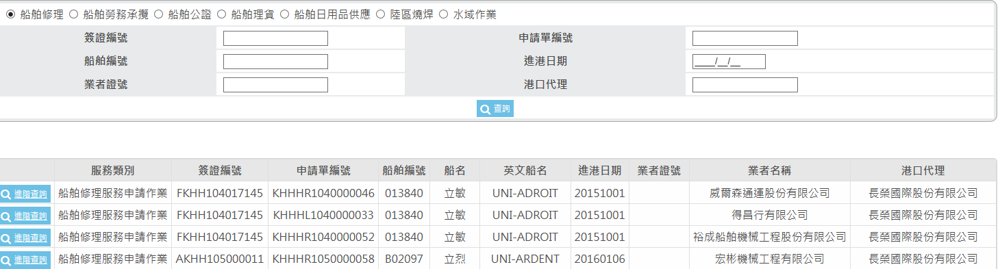 船舶修理 船舶勞務承攬 船舶公證 船舶理貨 船舶日用品供應 陸區燒焊 水域作業
簽證編號 申請單編號
船舶編號 進港日期 ____/__/__
業者證號 港口代理
查詢
服務類別 簽證編號 申請單編號 船舶編號 船名 英文船名 進港日期 業者證號 業者名稱 港口代理
進階查詢 船舶修理服務申請作業 FKHH104017145 KHHHR1040000046 013840 立敏 UNI-ADROIT 20151001 威爾森通運股份有限公司 長榮國際股份有限公司
進階查詢 船舶修理服務申請作業 FKHH104017145 KHHHL1040000033 013840 立敏 UNI-ADROIT 20151001 得昌行有限公司 長榮國際股份有限公司
進階查詢 船舶修理服務申請作業 FKHH104017145 KHHHR1040000052 013840 立敏 UNI-ADROIT 20151001 裕成船舶機械工程股份有限公司 長榮國際股份有限公司
進階查詢 船舶修理服務申請作業 AKHH105000011 KHHHR1050000058 B02097 立烈 UNI-ARDENT 20160106 宏彬機械工程有限公司 長榮國際股份有限公司